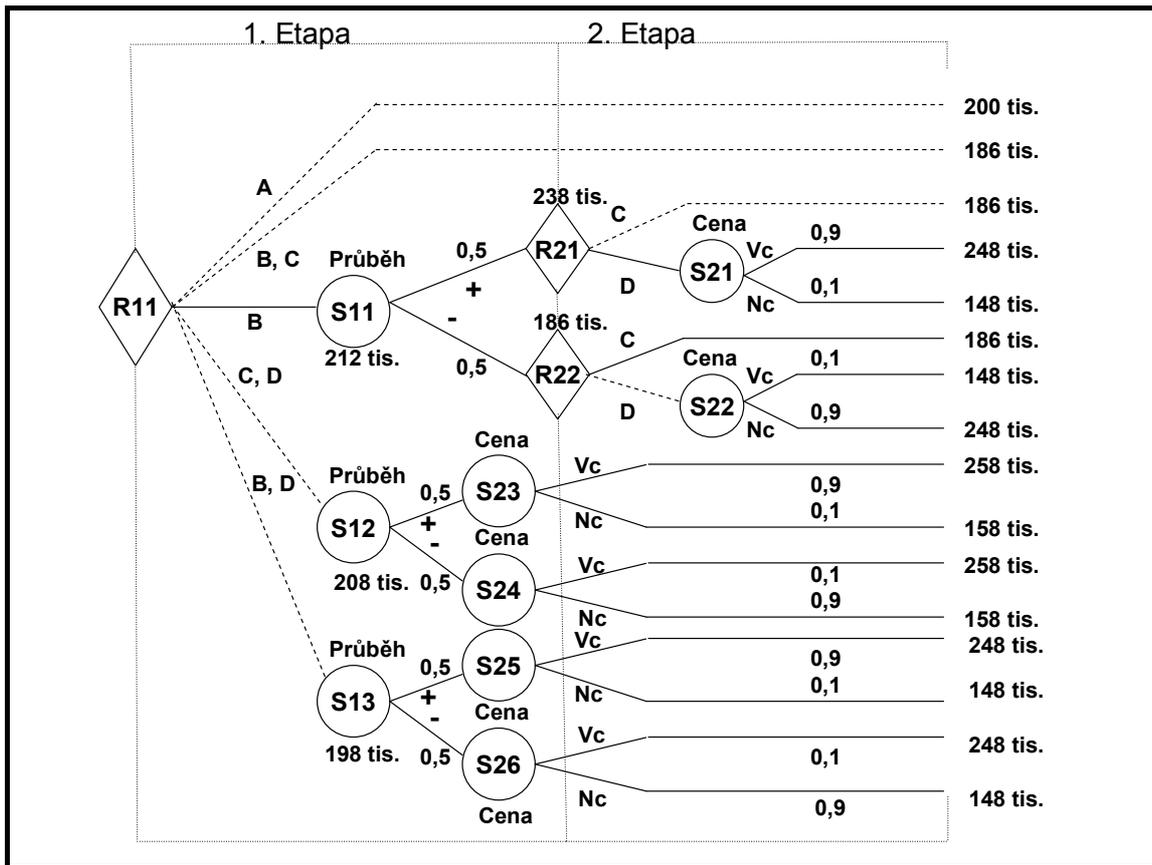 1. Etapa 2. Etapa
200 tis.
186 tis.
A
238 tis. C 186 tis.
Cena 0,9
B, C Průběh 0,5 R21 Vc 248 tis.
S21
+ D 0,1
R11 S11 Nc 148 tis.
B - 186 tis. C 186 tis.
212 tis. 0,5 Cena 0,1
C, D R22 Vc 148 tis.
S22 0,9
D Nc 248 tis.
Cena
Vc 258 tis.
B, D Průběh 0,5 S23 0,9
+ Nc 0,1
S12 - Cena 158 tis.
Vc 258 tis.
208 tis. 0,5 S24 0,1
0,9
Nc 158 tis.
Průběh Vc 248 tis.
0,5 S25 0,9
+ Nc 0,1 148 tis.
S13 - Cena
Vc 248 tis.
198 tis. 0,5 S26 0,1
Nc 148 tis.
Cena 0,9